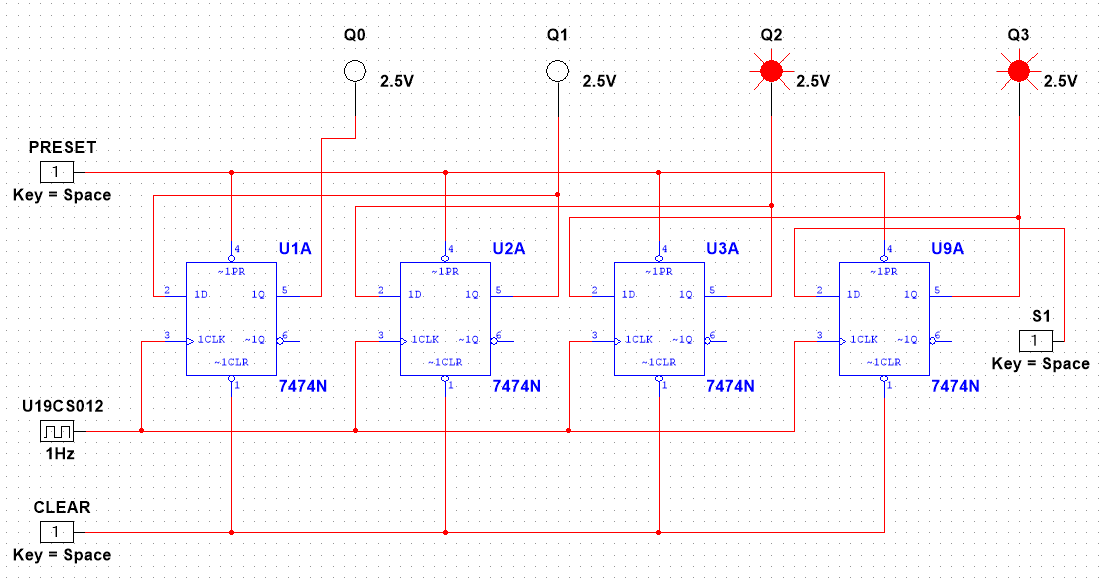 Q0 Q1 Q2 Q3
2.5V 2.5V 2.5V 2.5V
PRESET
1
Key = Space
4 U1A 4 U2A 4 U3A 4 U9A
~1PR ~1PR ~1PR ~1PR
2 1D 1Q 5 2 1D 1Q 5 2 1D 1Q 5 2 1D 1Q 5
S1
3 1CLK ~1Q 6 3 1CLK ~1Q 6 3 1CLK ~1Q 6 3 1CLK ~1Q 6 1
~1CLR ~1CLR ~1CLR ~1CLR Key = Space
1 7474N 1 7474N 1 7474N 1 7474N
U19CS012
1Hz
CLEAR
1
Key = Space